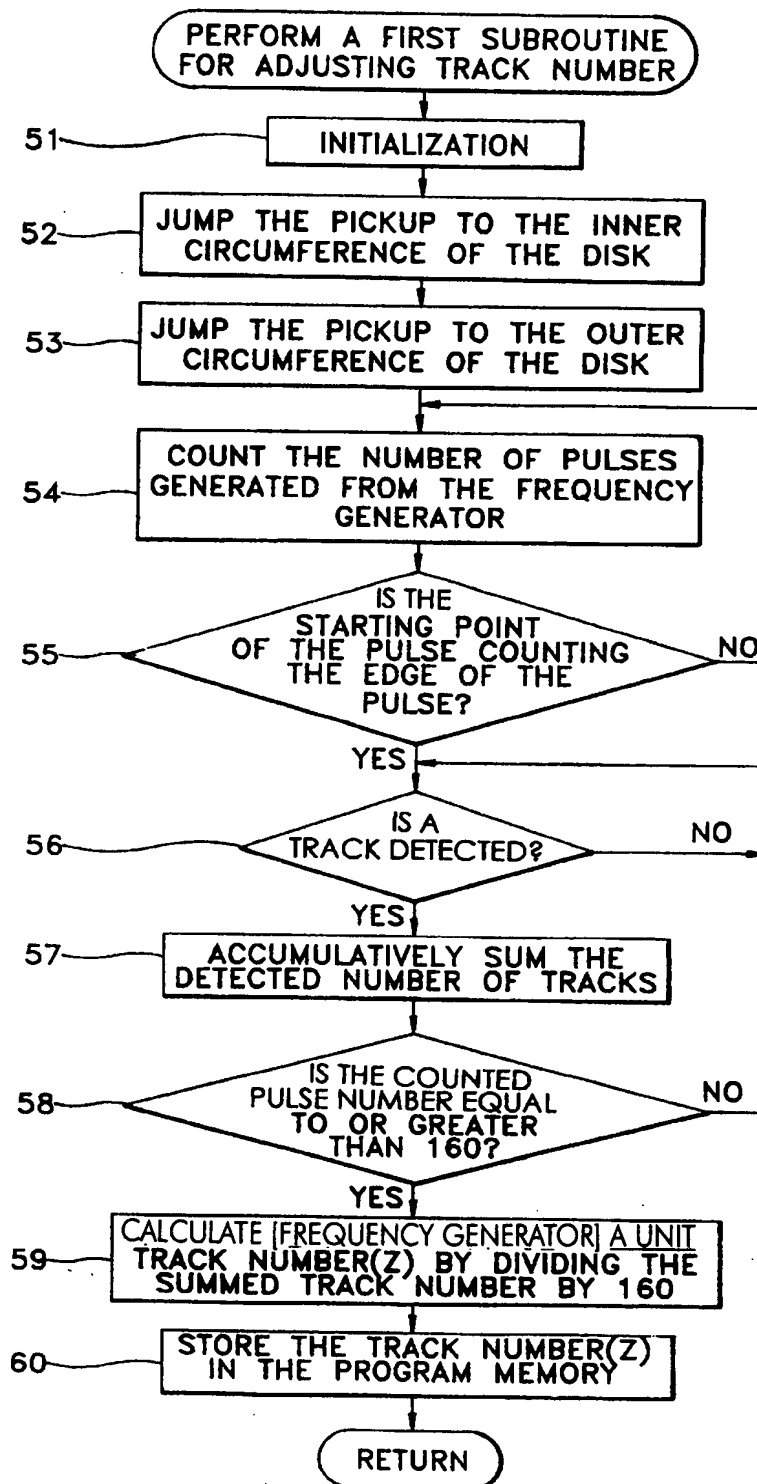 PERFORM A FIRST SUBROUTINE
FOR ADJUSTING TRACK NUMBER
51
INITIALIZATION
52
JUMP THE PICKUP TO THE INNER
CIRCUMFERENCE OF THE DISK
53
JUMP THE PICKUP TO THE OUTER
CIRCUMFERENCE OF THE DISK
54
COUNT THE NUMBER OF PULSES
GENERATED FROM THE FREQUENCY
GENERATOR
55
IS THE
STARTING POINT
OF THE PULSE COUNTING
THE EDGE OF THE
PULSE?
NO
YES
56
IS A
TRACK DETECTED?
NO
YES
57
ACCUMULATIVELY SUM THE
DETECTED NUMBER OF TRACKS
58
IS THE COUNTED
PULSE NUMBER EQUAL
TO OR GREATER
THAN 160?
NO
YES
59
CALCULATE [FREQUENCY GENERATOR] A UNIT
TRACK NUMBER(Z) BY DIVIDING THE
SUMMED TRACK NUMBER BY 160
60
STORE THE TRACK NUMBER(Z)
IN THE PROGRAM MEMORY
RETURN